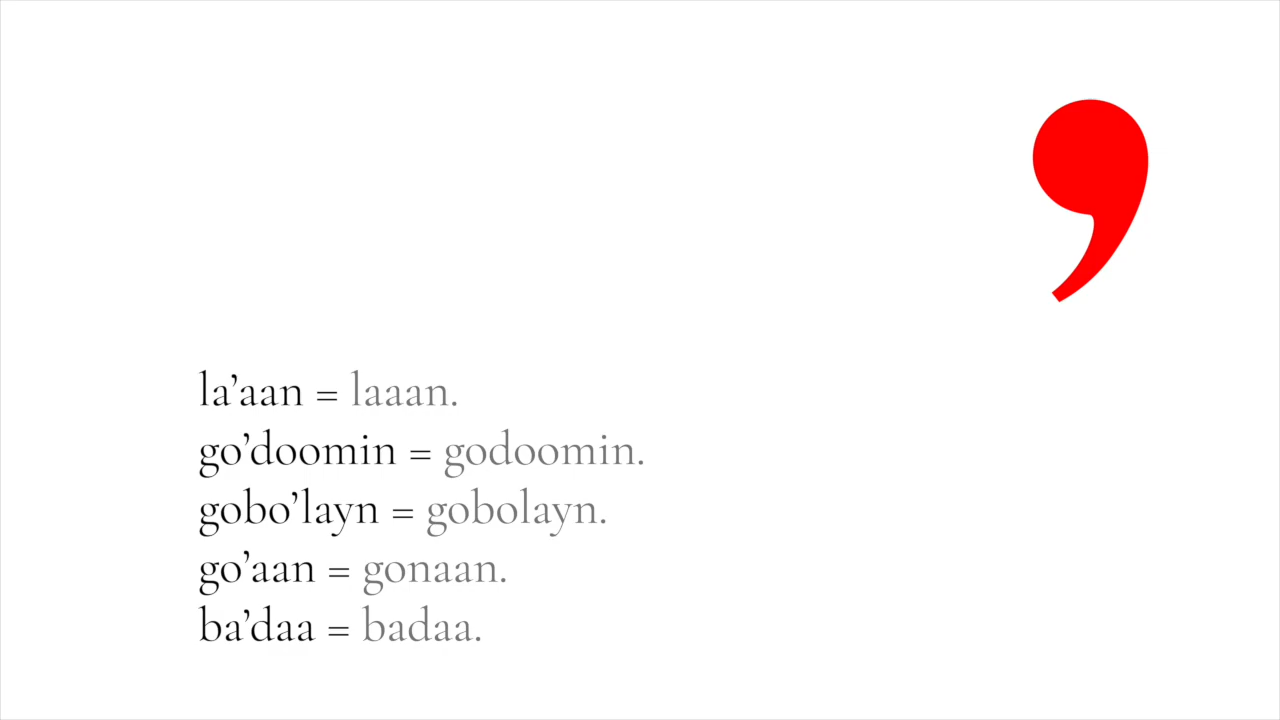 ’
la’aan = laaan.
go’doomin = godoomin.
gobo’layn = gobolayn.
go’aan = gonaan.
ba’daa = badaa.